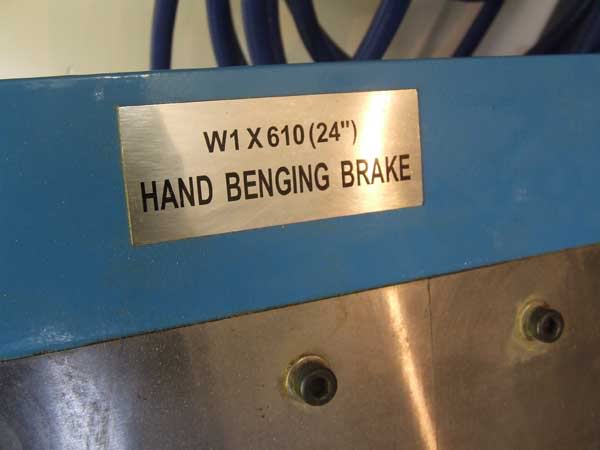 W1 X 610 (24")
HAND BENGING BRAKE